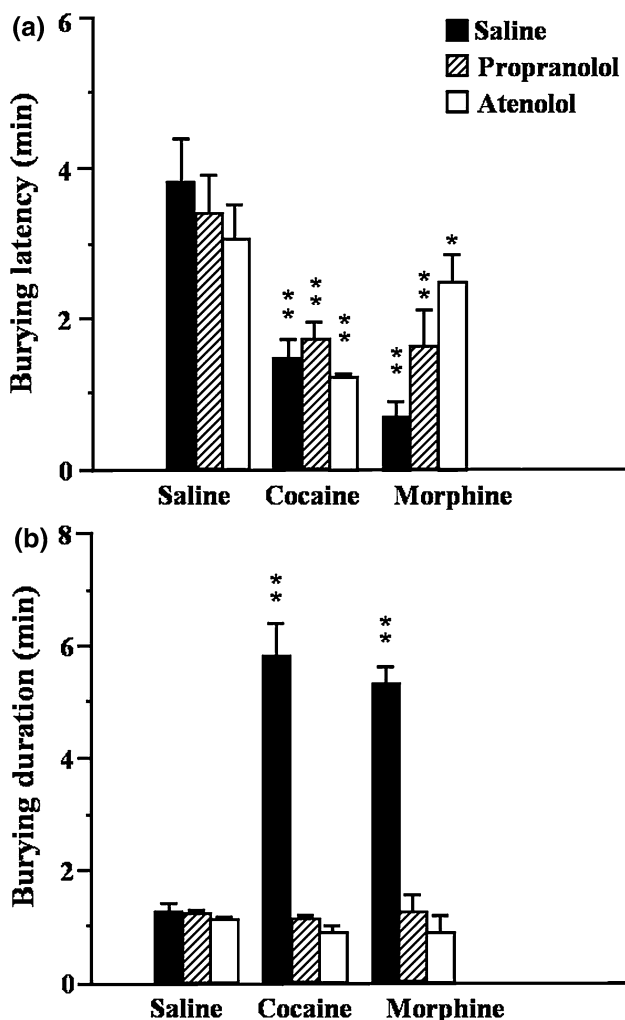 (a)
6
Saline
Propranolol
Atenolol
Burying latency (min)
4
2
0
* *
* *
* *
* *
* *
*
Saline Cocaine Morphine
(b)
8
Burying duration (min)
6
4
2
0
* *
* *
Saline Cocaine Morphine